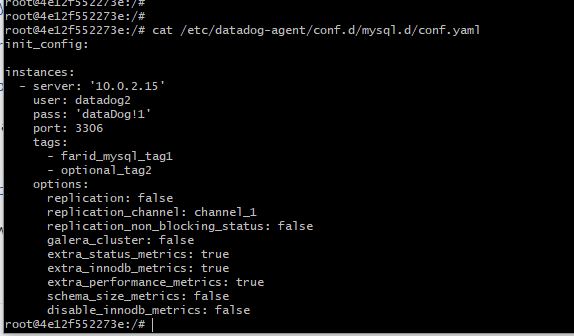 root@4e12f552273e:/#
root@4e12f552273e:/#
root@4e12f552273e:/# cat /etc/datadog-agent/conf.d/mysql.d/conf.yaml
init_config:

instances:
  - server: '10.0.2.15'
    user: datadog2
    pass: 'dataDog!1'
    port: 3306
    tags:
      - farid_mysql_tag1
      - optional_tag2
    options:
      replication: false
      replication_channel: channel_1
      replication_non_blocking_status: false
      galera_cluster: false
      extra_status_metrics: true
      extra_innodb_metrics: true
      extra_performance_metrics: true
      schema_size_metrics: false
      disable_innodb_metrics: false
root@4e12f552273e:/#